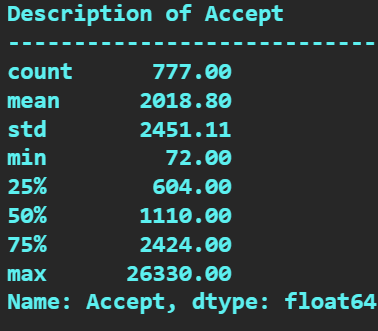 Description of Accept
----------------------------
count 777.00
mean 2018.80
std 2451.11
min 72.00
25% 604.00
50% 1110.00
75% 2424.00
max 26330.00
Name: Accept, dtype: float64